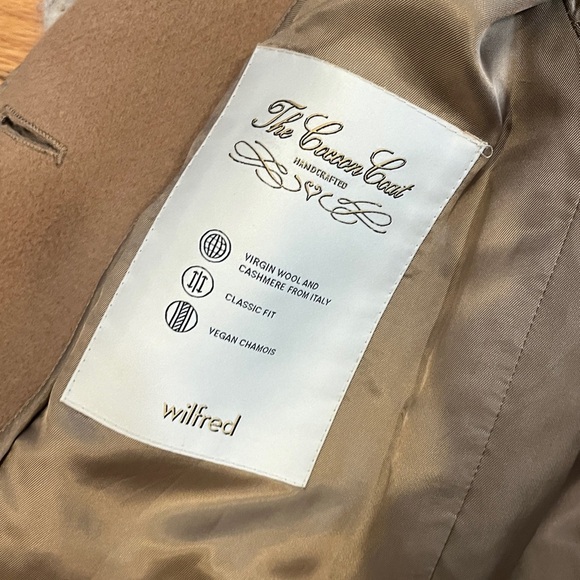 The Cocoon Coat
HANDCRAFTED
VIRGIN WOOL AND
CASHMERE FROM ITALY
CLASSIC FIT
VEGAN CHAMOIS
wilfred